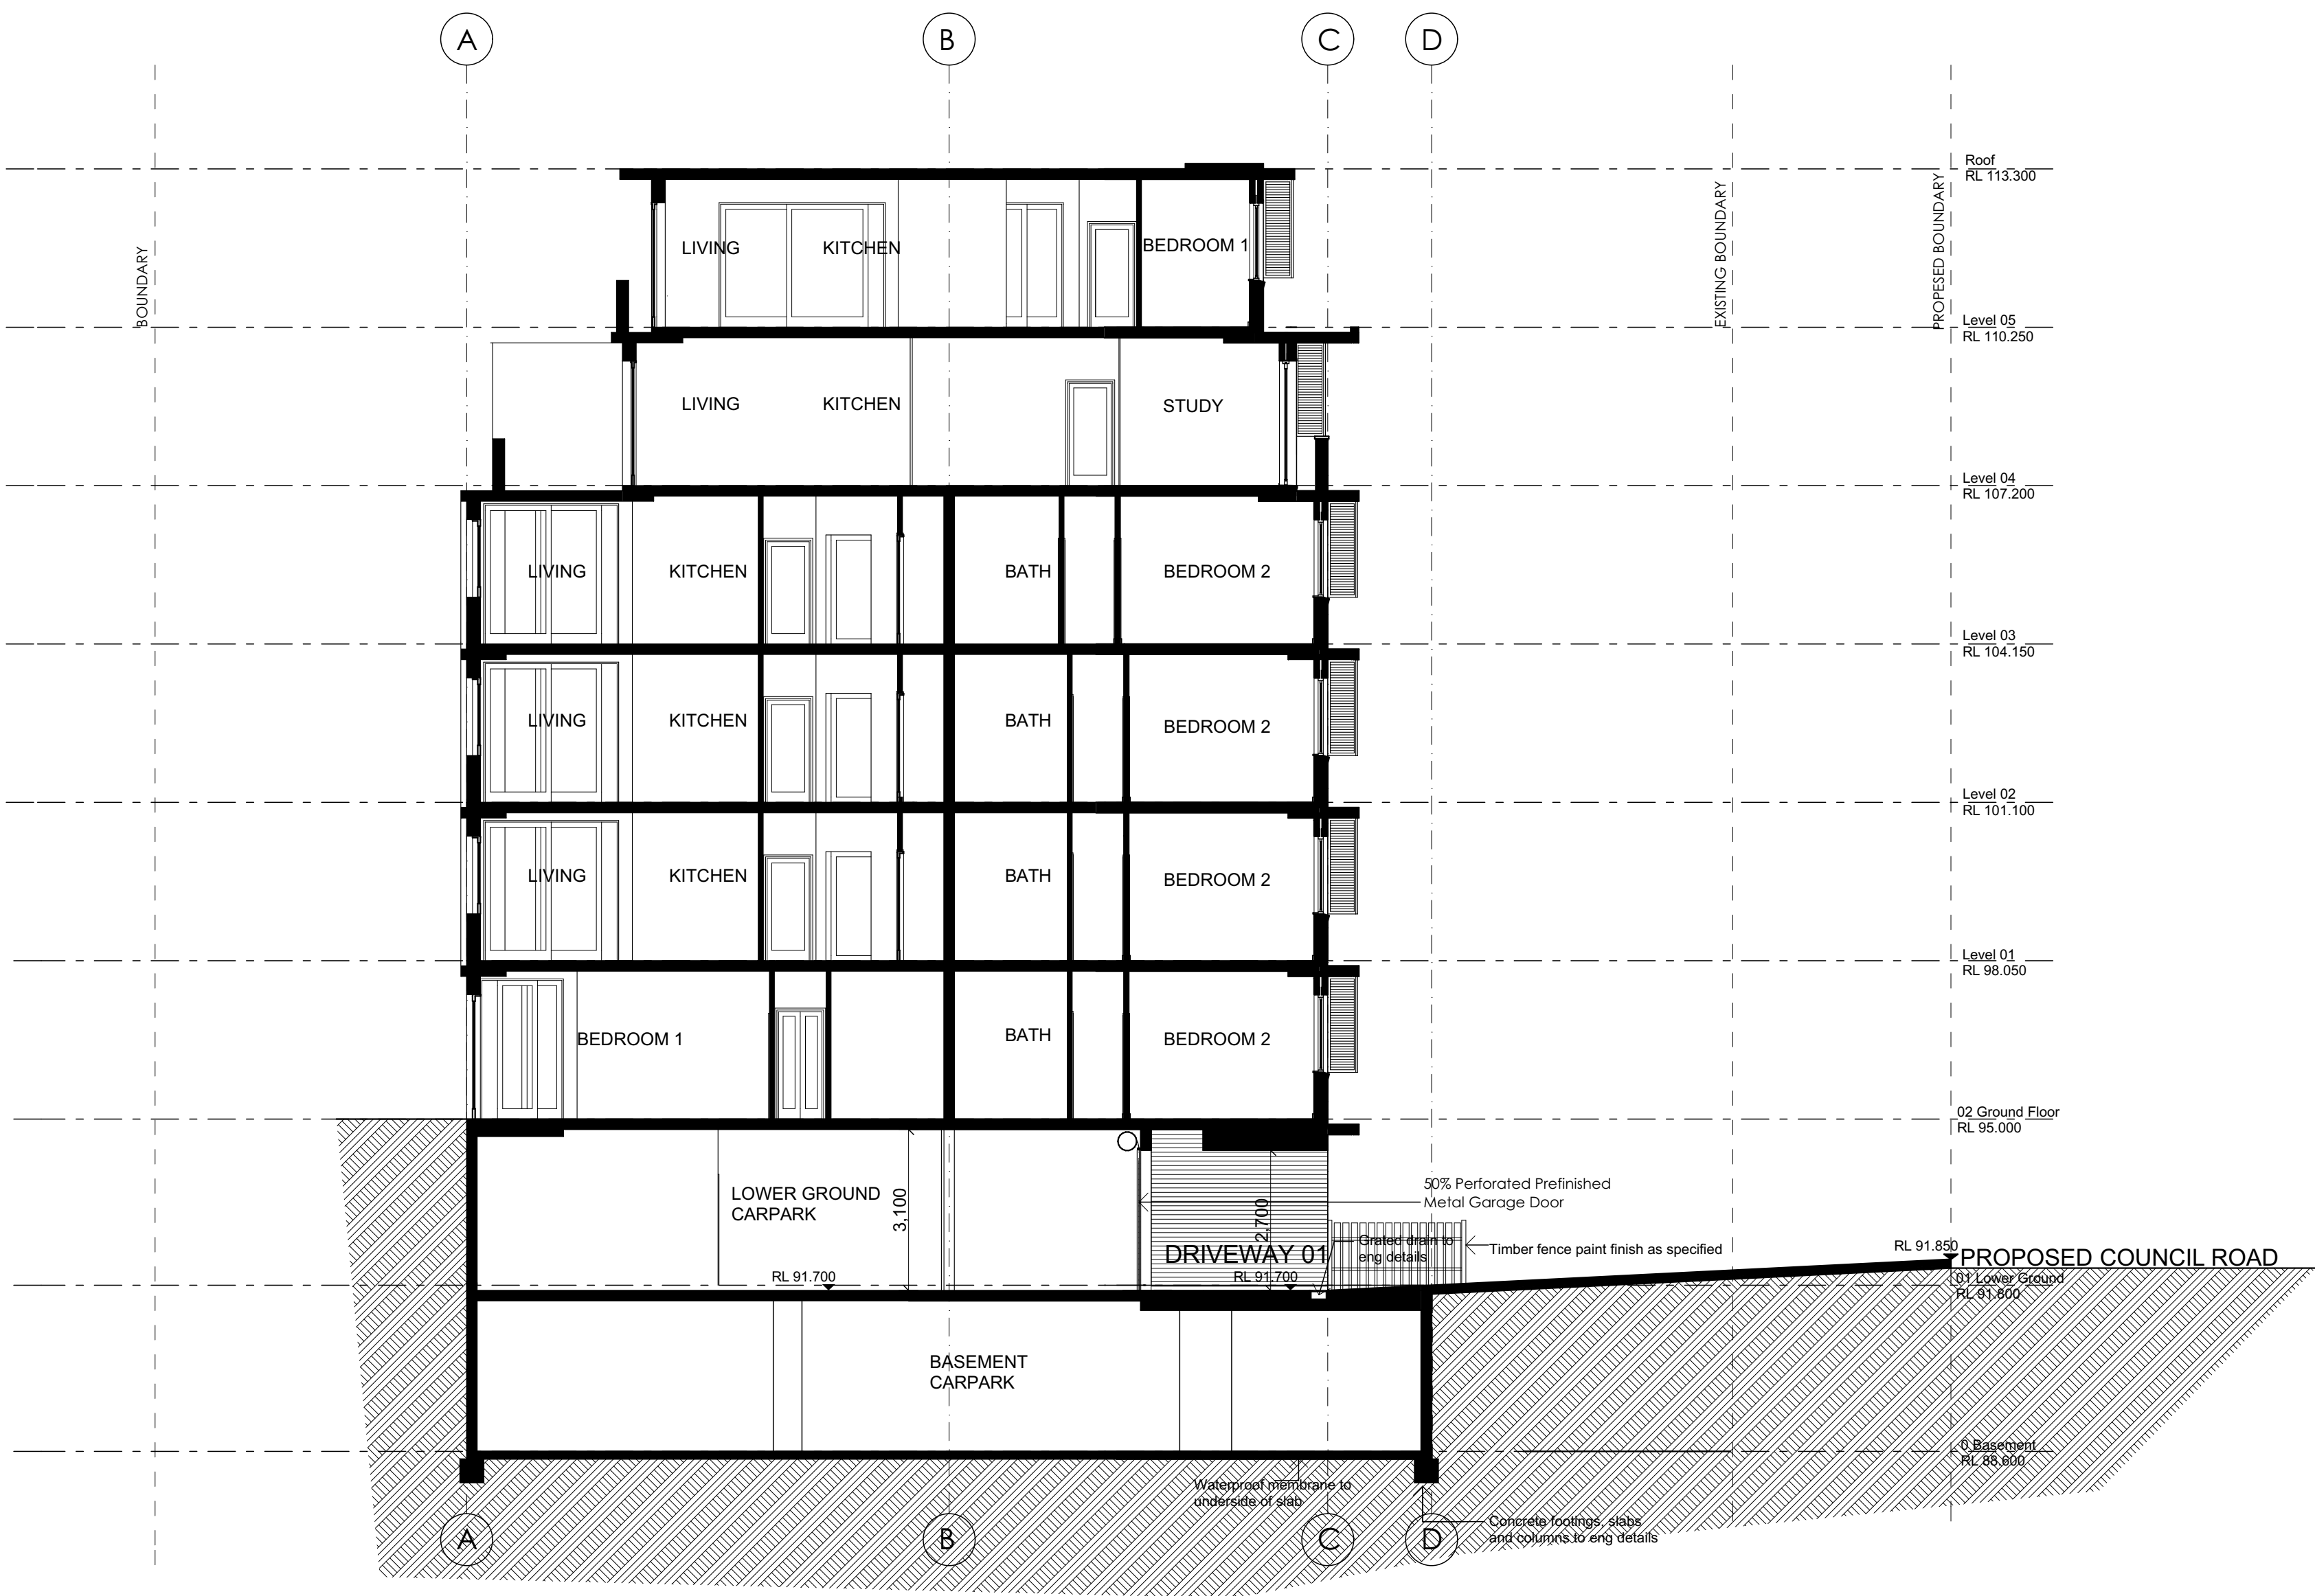 A
B
C
D
Roof
RL 113.300
BOUNDARY
EXISTING BOUNDARY
PROPESED BOUNDARY
LIVING
KITCHEN
BEDROOM 1
Level 05
RL 110.250
LIVING
KITCHEN
STUDY
Level 04
RL 107.200
LIVING
KITCHEN
BATH
BEDROOM 2
Level 03
RL 104.150
LIVING
KITCHEN
BATH
BEDROOM 2
Level 02
RL 101.100
LIVING
KITCHEN
BATH
BEDROOM 2
Level 01
RL 98.050
BEDROOM 1
BATH
BEDROOM 2
02 Ground Floor
RL 95.000
LOWER GROUND
CARPARK
3,100
2,700
50% Perforated Prefinished
Metal Garage Door
DRIVEWAY 01
Grated drain to
eng details
Timber fence paint finish as specified
RL 91.850
PROPOSED COUNCIL ROAD
RL 91.700
RL 91.700
01 Lower Ground
RL 91.800
BASEMENT
CARPARK
0 Basement
RL 88.600
Waterproof membrane to
underside of slab
Concrete footings, slabs
and columns to eng details
A
B
C
D